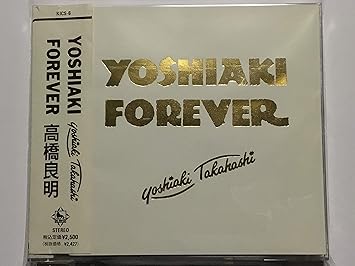 KICS-6
YOSHIAKI
FOREVER
Yoshiaki Takahashi
高橋良明
STEREO
税込定価¥2,500
(税抜価格 ¥2,427)
YOSHIAKI
FOREVER
Yoshiaki Takahashi